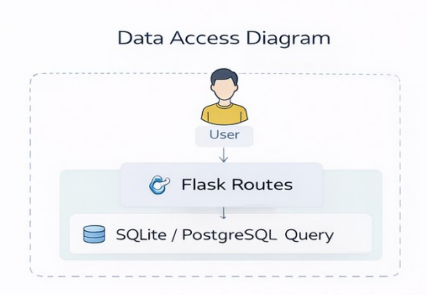 Data Access Diagram
User
Flask Routes
SQLite / PostgreSQL Query